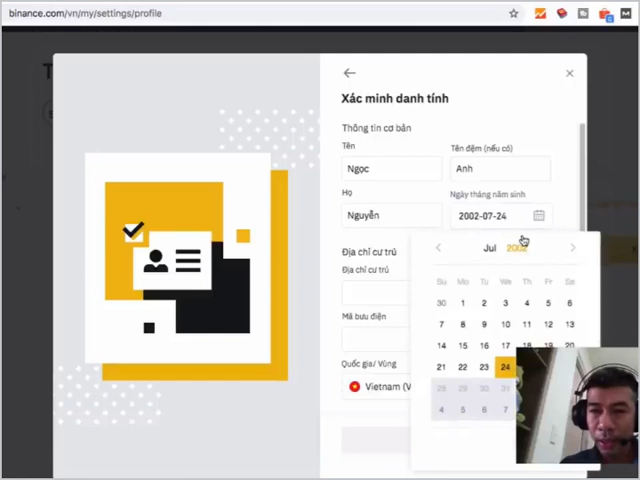 binance.com/vn/my/settings/profile
Xác minh danh tính
Thông tin cơ bản
Tên
Tên đệm (nếu có)
Ngọc
Anh
Họ
Ngày tháng năm sinh
Nguyễn
2002-07-24
Địa chỉ cư trú
Địa chỉ cư trú
Mã bưu điện
Quốc gia/ Vùng
Vietnam (V
Jul
Su Mo Tu We Th Fr Sa
30 1 2 3 4 5 6
7 8 9 10 11 12 13
14 15 16 17 18 19 20
21 22 23 24
28 29 30 31
4 5 6 7